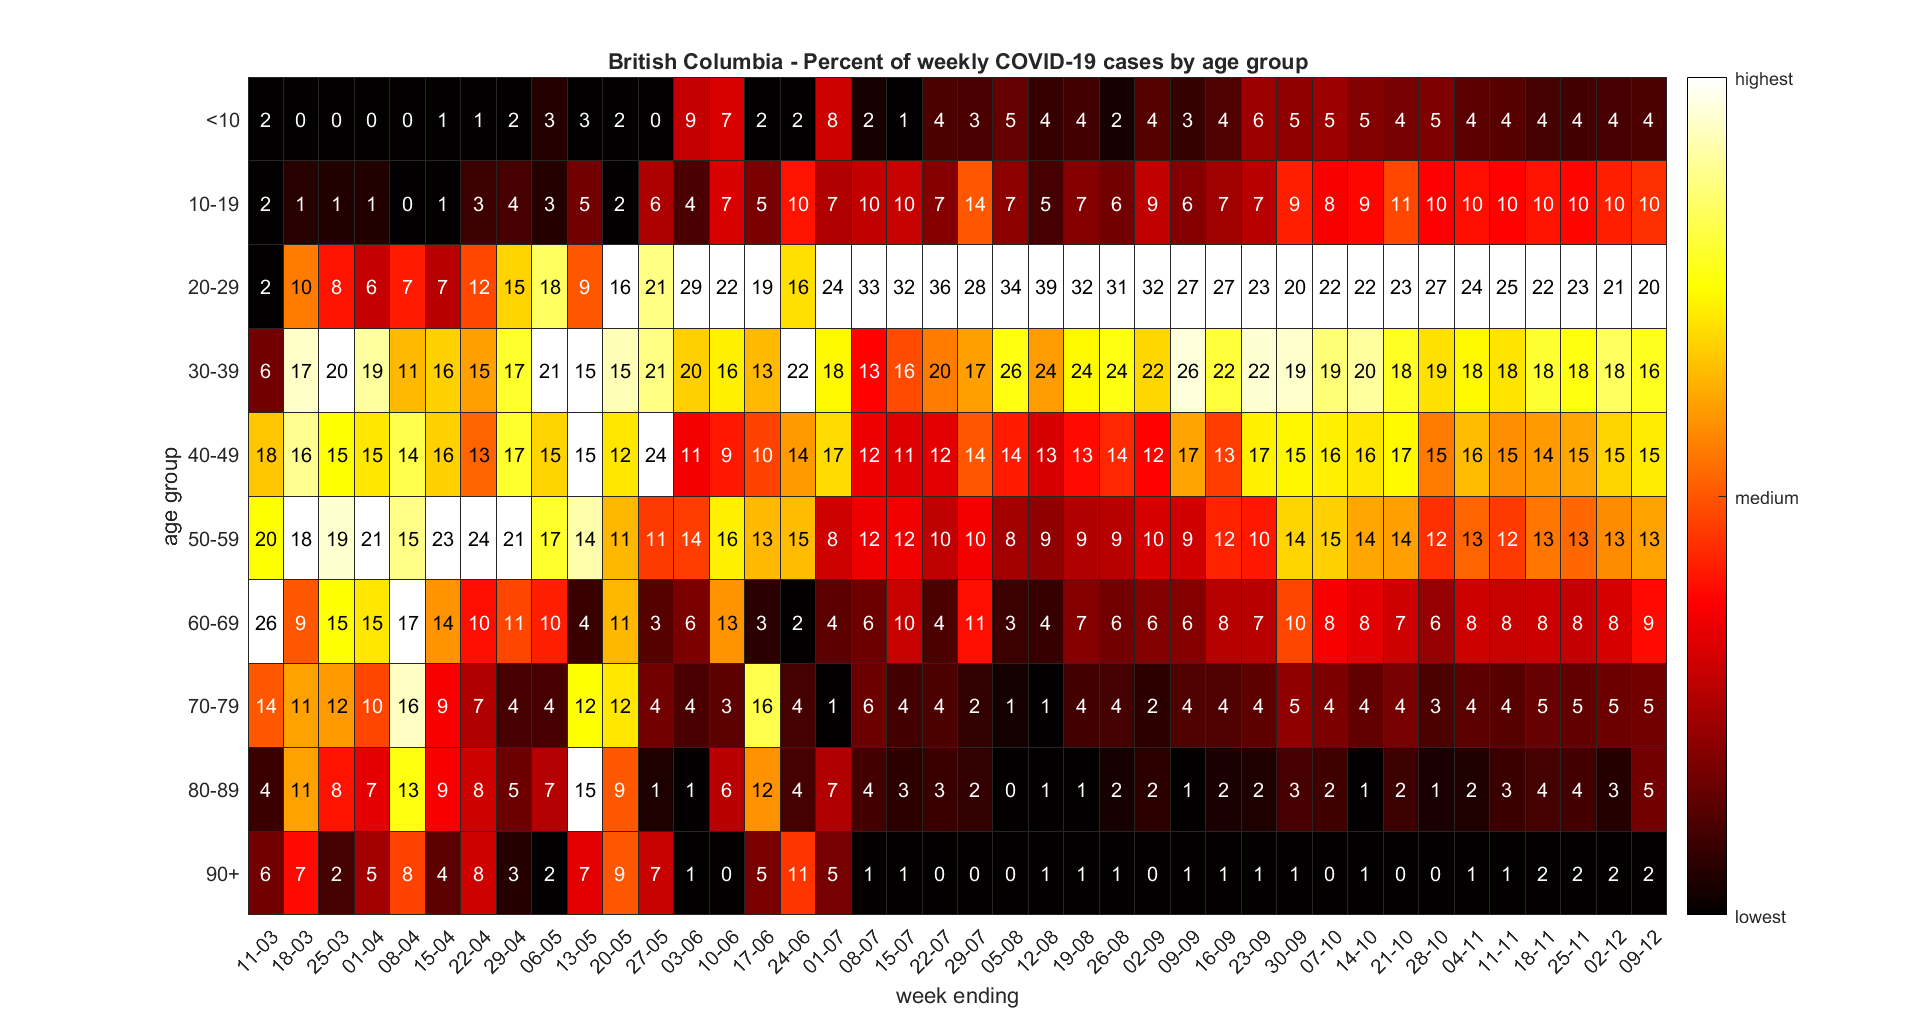 British Columbia - Percent of weekly COVID-19 cases by age group
highest
<10 2 0 0 0 0 1 1 2 3 3 2 0 9 7 2 2 8 2 1 4 3 5 4 4 2 4 3 4 6 5 5 5 4 5 4 4 4 4 4 4
10-19 2 1 1 1 0 1 3 4 3 5 2 6 4 7 5 10 7 10 10 7 14 7 5 7 6 9 6 7 7 9 8 9 11 10 10 10 10 10 10 10
20-29 2 10 8 6 7 7 12 15 18 9 16 21 29 22 19 16 24 33 32 36 28 34 39 32 31 32 27 27 23 20 22 22 23 27 24 25 22 23 21 20
30-39 6 17 20 19 11 16 15 17 21 15 15 21 20 16 13 22 18 13 16 20 17 26 24 24 24 22 26 22 22 19 19 20 18 19 18 18 18 18 18 16
40-49 18 16 15 15 14 16 13 17 15 15 12 24 11 9 10 14 17 12 11 12 14 14 13 13 14 12 17 13 17 15 16 16 17 15 16 15 14 15 15 15
age group
medium
50-59 20 18 19 21 15 23 24 21 17 14 11 11 14 16 13 15 8 12 12 10 10 8 9 9 9 10 9 12 10 14 15 14 14 12 13 12 13 13 13 13
60-69 26 9 15 15 17 14 10 11 10 4 11 3 6 13 3 2 4 6 10 4 11 3 4 7 6 6 6 8 7 10 8 8 7 6 8 8 8 8 8 9
70-79 14 11 12 10 16 9 7 4 4 12 12 4 4 3 16 4 1 6 4 4 2 1 1 4 4 2 4 4 4 5 4 4 4 3 4 4 5 5 5 5
80-89 4 11 8 7 13 9 8 5 7 15 9 1 1 6 12 4 7 4 3 3 2 0 1 1 2 2 1 2 2 3 2 1 2 1 2 3 4 4 3 5
90+ 6 7 2 5 8 4 8 3 2 7 9 7 1 0 5 11 5 1 1 0 0 0 1 1 1 0 1 1 1 1 0 1 0 0 1 1 2 2 2 2
lowest
11-03 18-03 25-03 01-04 08-04 15-04 22-04 29-04 06-05 13-05 20-05 27-05 03-06 10-06 17-06 24-06 01-07 08-07 15-07 22-07 29-07 05-08 12-08 19-08 26-08 02-09 09-09 16-09 23-09 30-09 07-10 14-10 21-10 28-10 04-11 11-11 18-11 25-11 02-12 09-12
week ending